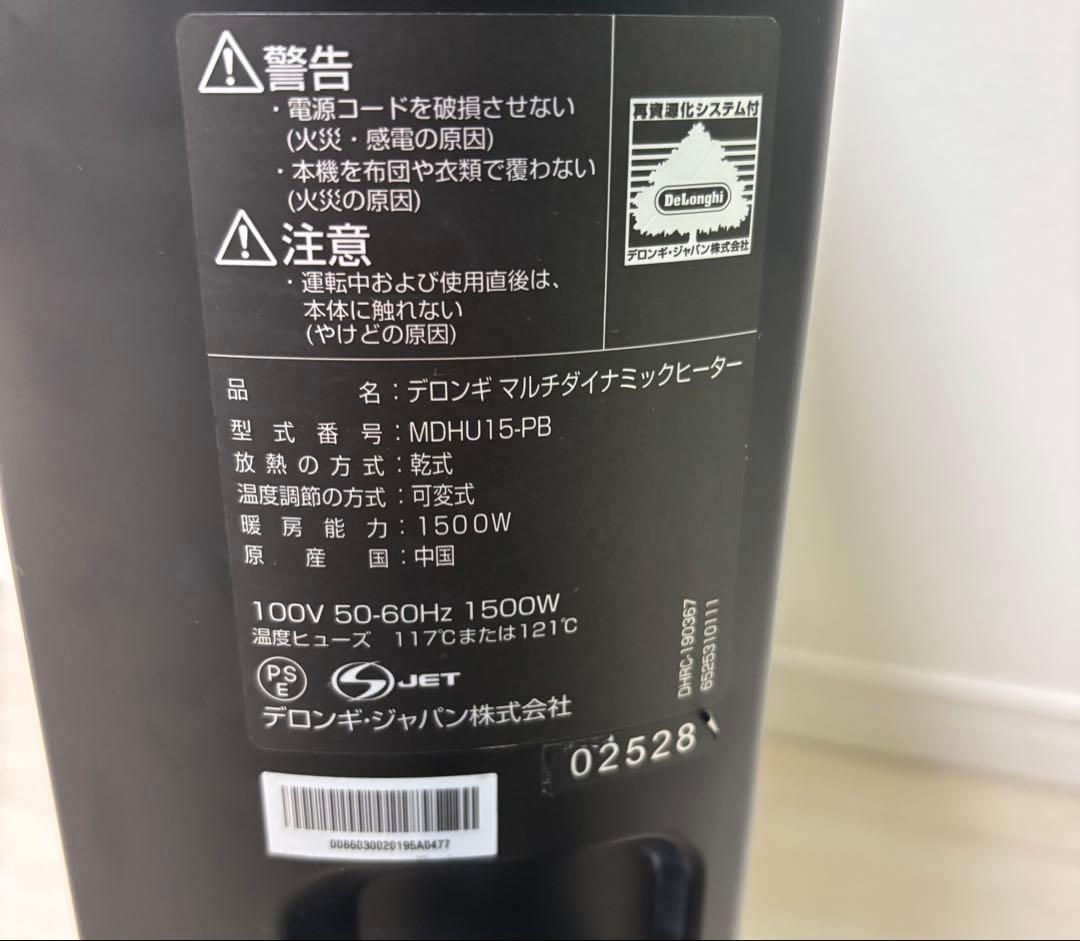 警告
・電源コードを破損させない
(火災・感電の原因)
・本機を布団や衣類で覆わない
(火災の原因)
注意
・運転中および使用直後は、
本体に触れない
(やけどの原因)
再資源化システム付
DeLonghi
デロンギ・ジャパン株式会社
品名：デロンギ マルチダイナミックヒーター
型式番号：MDHU15-PB
放熱の方式：乾式
温度調節の方式：可変式
暖房能力：1500W
原産国：中国
100V 50-60Hz 1500W
温度ヒューズ 117℃または121℃
PS
E
JET
デロンギ・ジャパン株式会社
DHRC-190367
6525310111
02528
0066030020195A0477